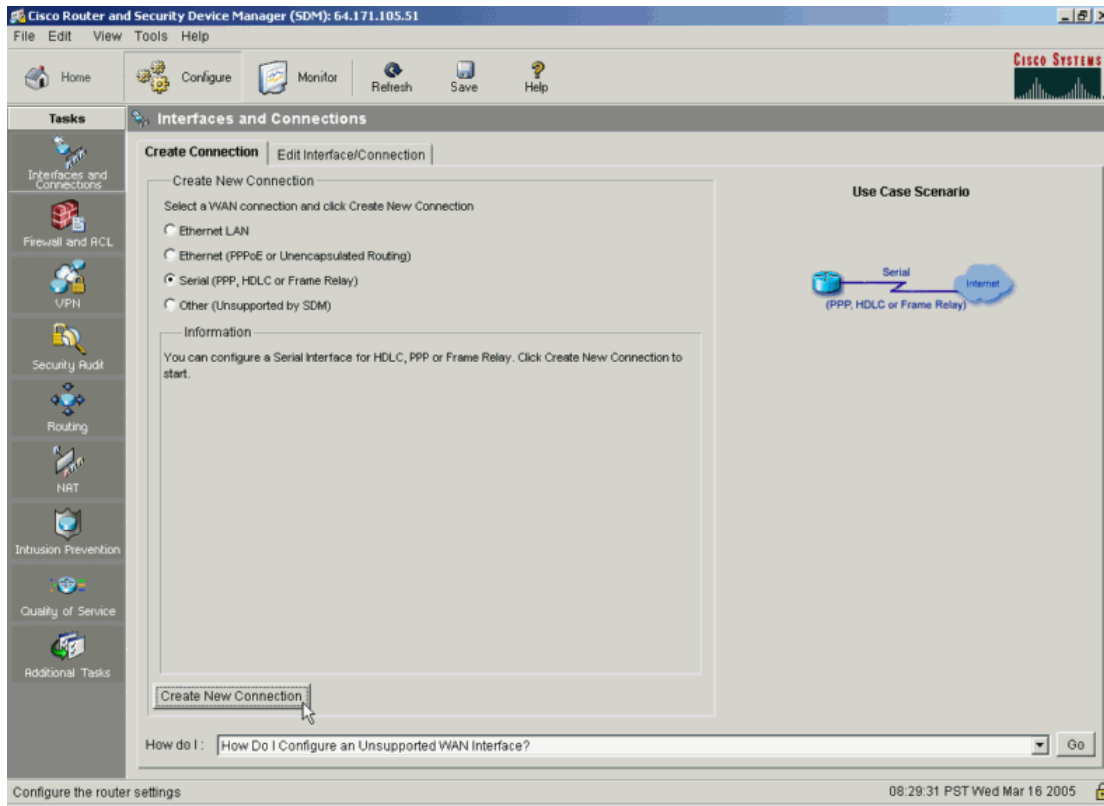 Cisco Router and Security Device Manager (SDM): 64.171.105.51
File Edit View Tools Help
Home
Configure
Monitor
Refresh
Save
Help
CISCO SYSTEMS
Tasks
Interfaces and Connections
Interfaces and
Connections
Firewall and ACL
VPN
Security Audit
Routing
NAT
Intrusion Prevention
Quality of Service
Additional Tasks
Create Connection
Edit Interface/Connection
Create New Connection
Select a WAN connection and click Create New Connection
Ethernet LAN
Ethernet (PPPoE or Unencapsulated Routing)
Serial (PPP, HDLC or Frame Relay)
Other (Unsupported by SDM)
Information
You can configure a Serial Interface for HDLC, PPP or Frame Relay. Click Create New Connection to
start.
Use Case Scenario
Serial
Internet
(PPP, HDLC or Frame Relay)
Create New Connection
How do I :
How Do I Configure an Unsupported WAN Interface?
Go
Configure the router settings
08:29:31 PST Wed Mar 16 2005